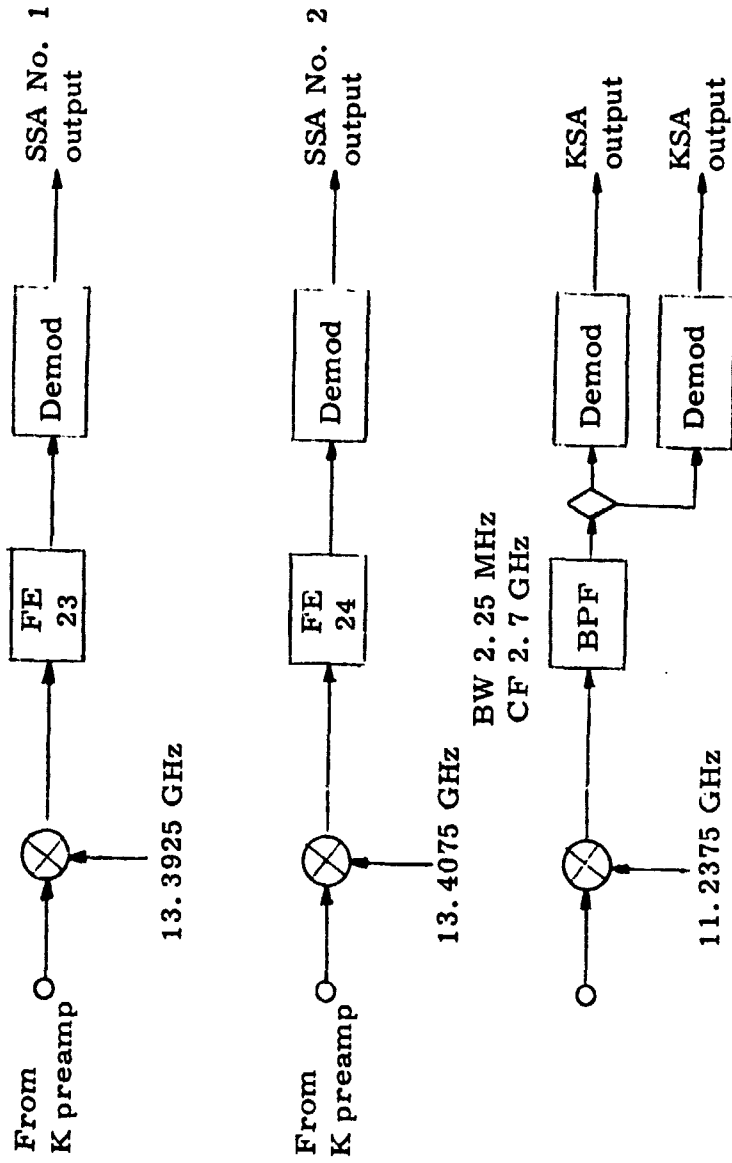 From
K preamp
13.3925 GHz
FE
23
Demod
SSA No. 1
output
From
K preamp
13.4075 GHz
FE
24
Demod
SSA No. 2
output
11.2375 GHz
BW 2.25 MHz
CF 2.7 GHz
BPF
Demod
KSA
output
Demod
KSA
output